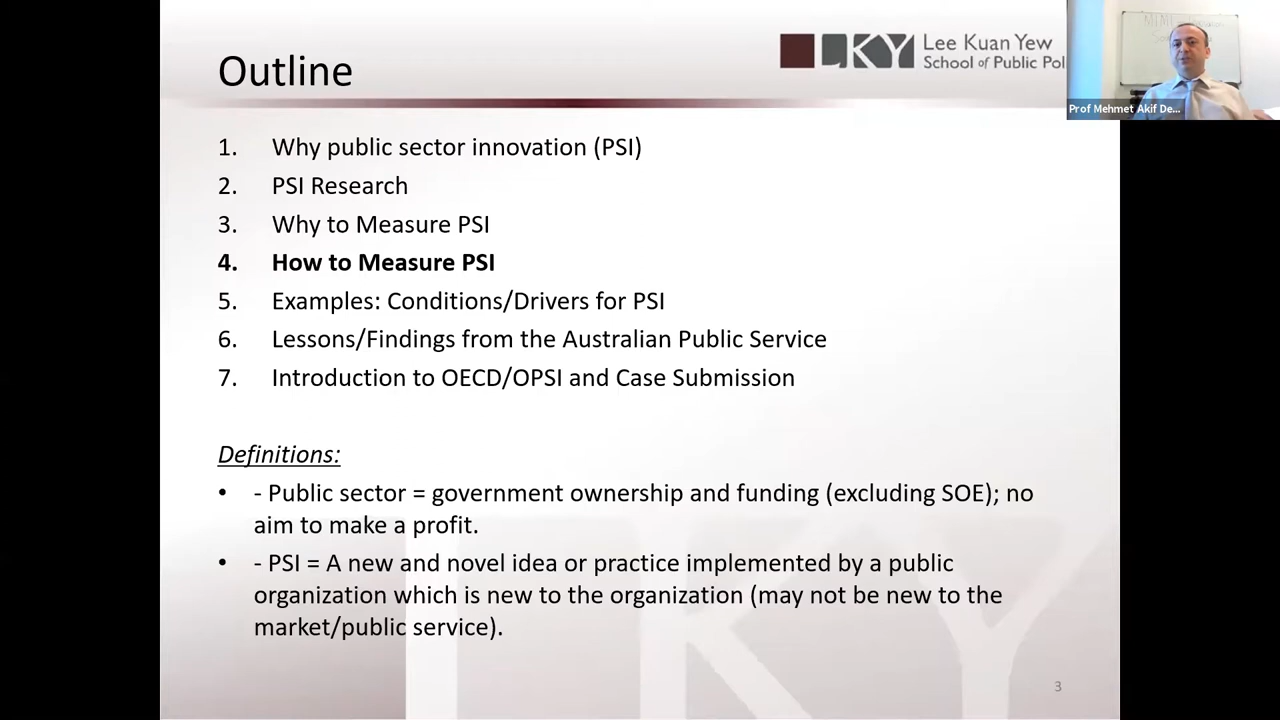 Outline
LKY Lee Kuan Yew
School of Public Pol
Prof Mehmet Akif De...
1. Why public sector innovation (PSI)
2. PSI Research
3. Why to Measure PSI
4. How to Measure PSI
5. Examples: Conditions/Drivers for PSI
6. Lessons/Findings from the Australian Public Service
7. Introduction to OECD/OPSI and Case Submission
Definitions:
• - Public sector = government ownership and funding (excluding SOE); no
aim to make a profit.
• - PSI = A new and novel idea or practice implemented by a public
organization which is new to the organization (may not be new to the
market/public service).
3